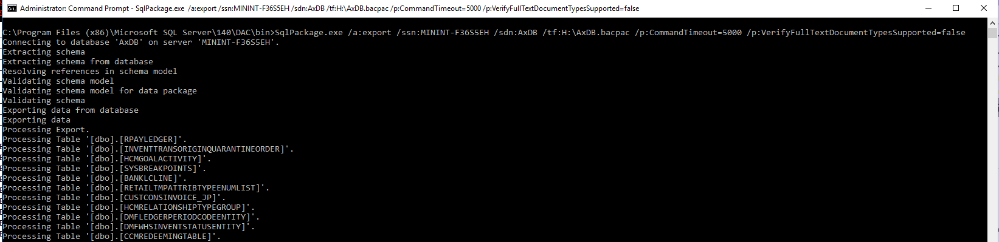 Administrator: Command Prompt - SqlPackage.exe /a:export /ssn:MININT-F36S5EH /sdn:AxDB /tf:H:\AxDB.bacpac /p:CommandTimeout=5000 /p:VerifyFullTextDocumentTypesSupported=false
C:\Program Files (x86)\Microsoft SQL Server\140\DAC\bin>SqlPackage.exe /a:export /ssn:MININT-F36S5EH /sdn:AxDB /tf:H:\AxDB.bacpac /p:CommandTimeout=5000 /p:VerifyFullTextDocumentTypesSupported=false
Connecting to database 'AxDB' on server 'MININT-F36S5EH'.
Extracting schema
Extracting schema from database
Resolving references in schema model
Validating schema model
Validating schema model for data package
Validating schema
Exporting data from database
Exporting data
Processing Export.
Processing Table '[dbo].[RPAYLEDGER]'.
Processing Table '[dbo].[INVENTTRANSORIGINQUARANTINEORDER]'.
Processing Table '[dbo].[HCMGOALACTIVITY]'.
Processing Table '[dbo].[SYSBREAKPOINTS]'.
Processing Table '[dbo].[BANKLCLINE]'.
Processing Table '[dbo].[RETAILTMPATTRIBTYPEENUMLIST]'.
Processing Table '[dbo].[CUSTCONSINVOICE_JP]'.
Processing Table '[dbo].[HCMRELATIONSHIPTYPEGROUP]'.
Processing Table '[dbo].[DMFLEDGERPERIODCODEENTITY]'.
Processing Table '[dbo].[DMFWHSINVENTSTATUSENTITY]'.
Processing Table '[dbo].[CCMREDEEMINGTABLE]'.